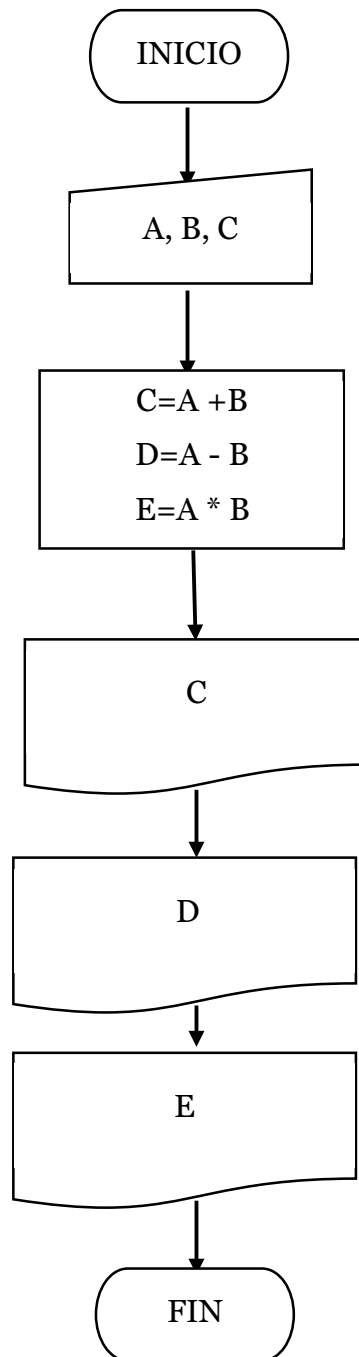 INICIO
A, B, C
C=A +B
D=A - B
E=A * B
C
D
E
FIN